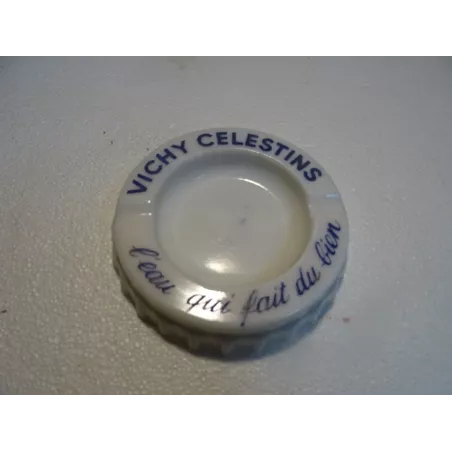 VICHY CELESTINS
l'eau qui fait du bien